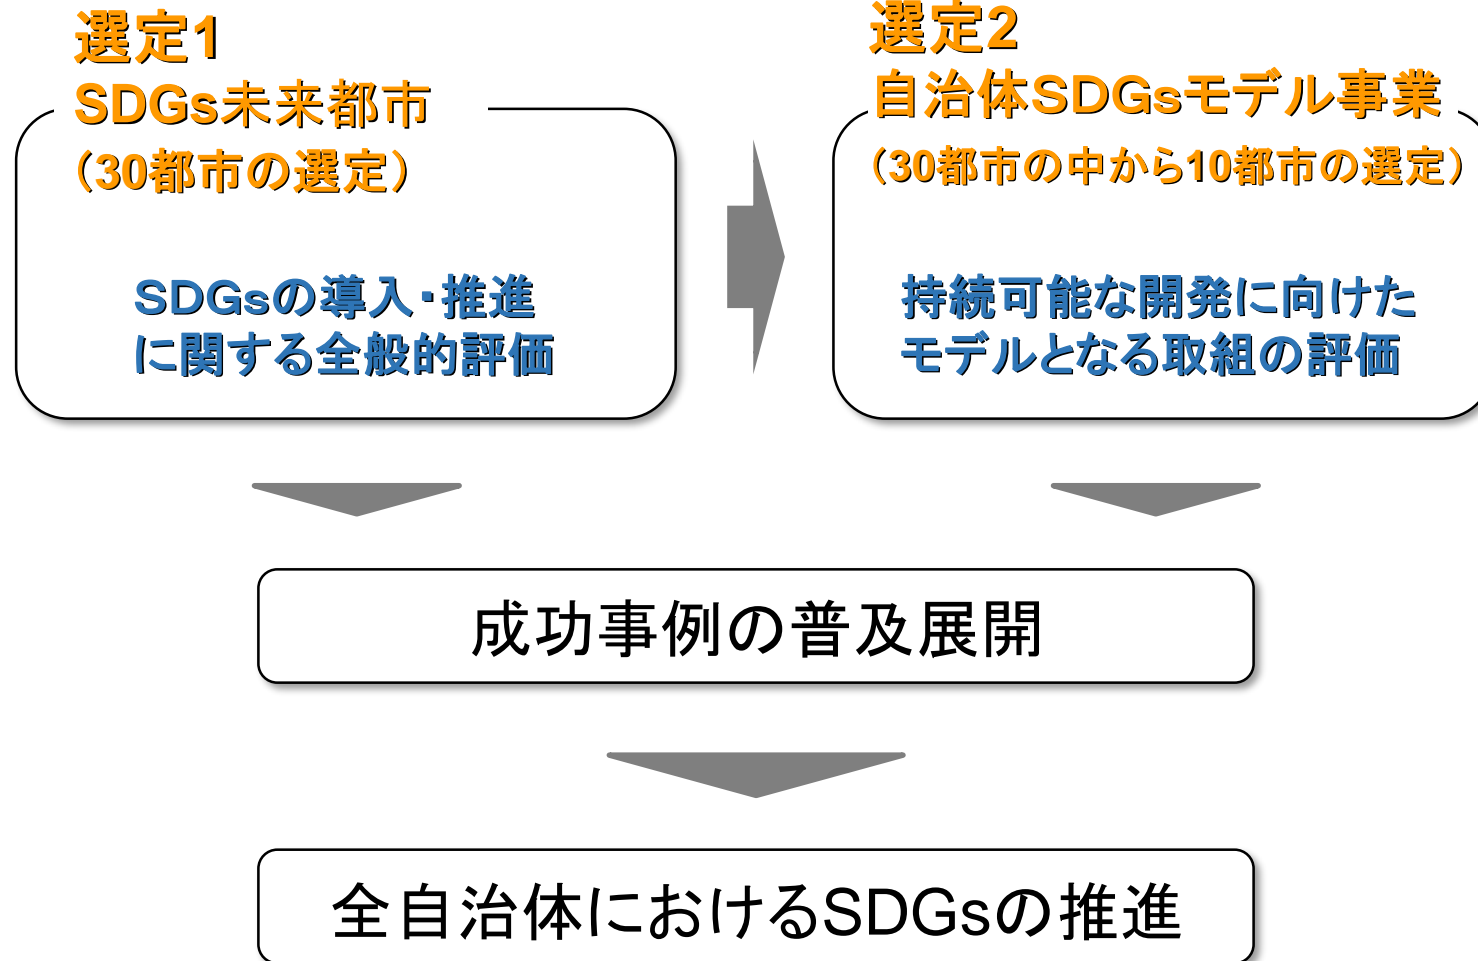 選定1
SDGs未来都市
（30都市の選定）
SDGsの導入・推進
に関する全般的評価
選定2
自治体SDGsモデル事業
（30都市の中から10都市の選定）
持続可能な開発に向けた
モデルとなる取組の評価
成功事例の普及展開
全自治体におけるSDGsの推進